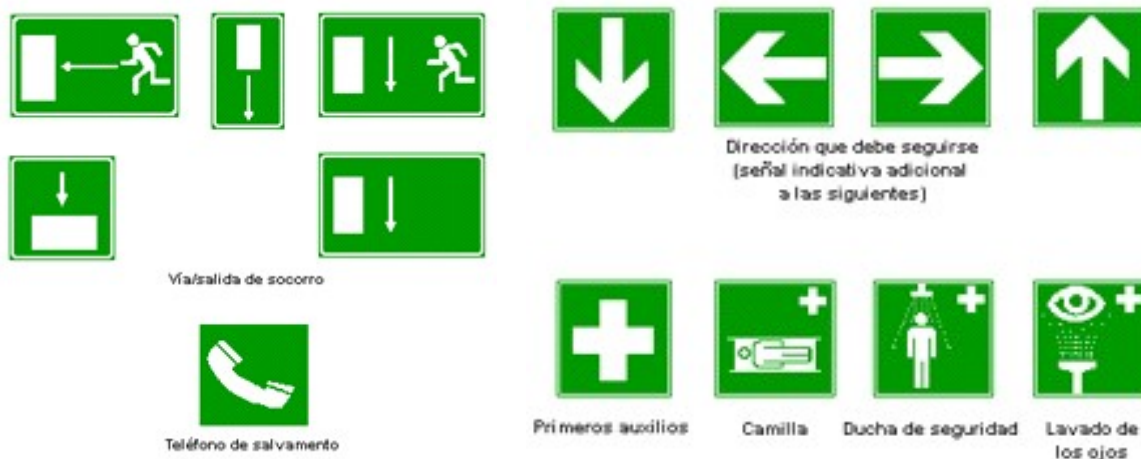 Vía/salida de socorro
Teléfono de salvamento
Dirección que debe seguirse
(señal indicativa adicional
a las siguientes)
Primeros auxilios
Camilla
Ducha de seguridad
Lavado de
los ojos